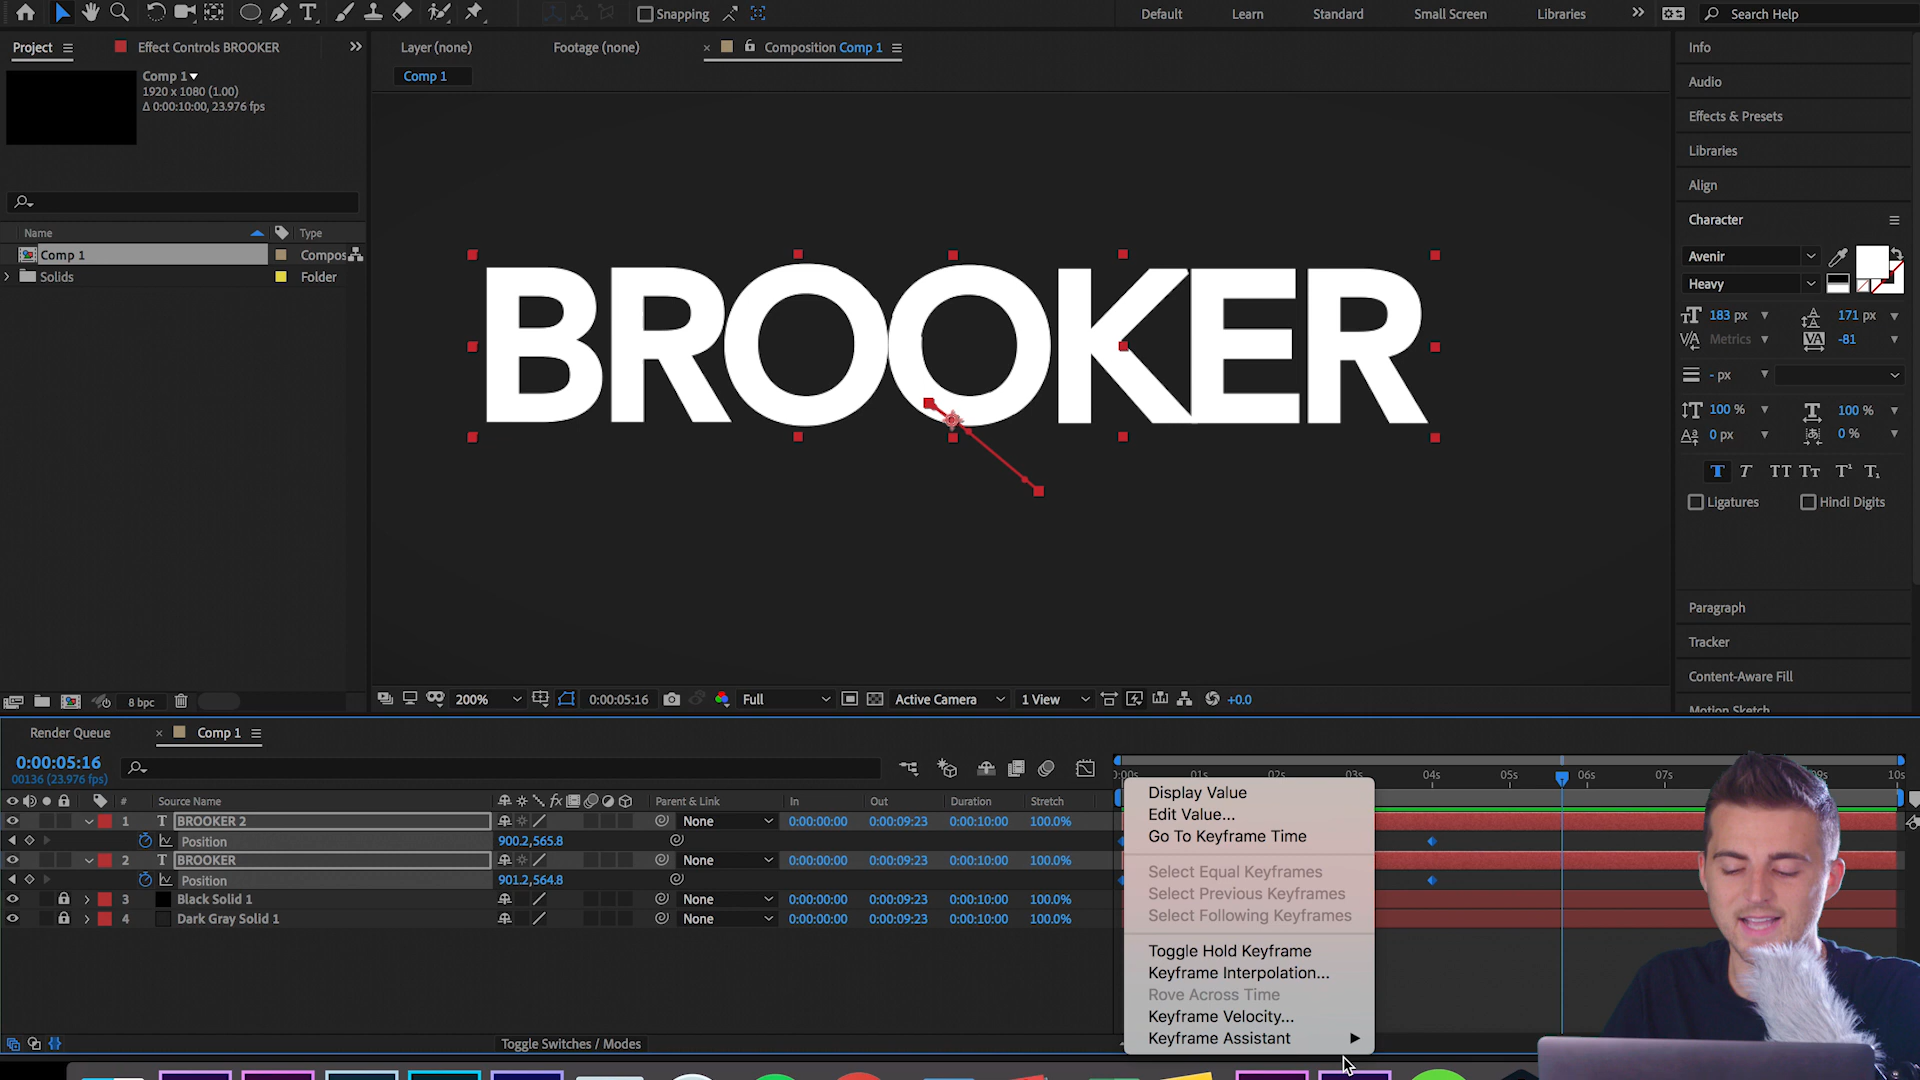 Snapping
Default
Learn
Standard
Small Screen
Libraries
Search Help
Project
Effect Controls BROOKER
Layer (none)
Footage (none)
Composition Comp 1
Comp 1
Comp 1
1920 x 1080 (1.00)
Δ 0:00:10:00, 23.976 fps
Name
Type
Comp 1
Compos
Solids
Folder
8 bpc
BROOKER
200%
0:00:05:16
Full
Active Camera
1 View
+0.0
Info
Audio
Effects & Presets
Libraries
Align
Character
Avenir
Heavy
183 px
171 px
Metrics
-81
- px
100 %
100 %
0 px
0 %
Ligatures
Hindi Digits
Paragraph
Tracker
Content-Aware Fill
Motion Sketch
Render Queue
Comp 1
0:00:05:16
00136 (23.976 fps)
# Source Name
Parent & Link
In
Out
Duration
Stretch
1 T BROOKER 2
None
0:00:00:00
0:00:09:23
0:00:10:00
100.0%
Position
900.2,565.8
2 T BROOKER
None
0:00:00:00
0:00:09:23
0:00:10:00
100.0%
Position
901.2,564.8
3 Black Solid 1
None
0:00:00:00
0:00:09:23
0:00:10:00
100.0%
4 Dark Gray Solid 1
None
0:00:00:00
0:00:09:23
0:00:10:00
100.0%
Toggle Switches / Modes
01s
02s
03s
04s
05s
06s
07s
10s
Display Value
Edit Value...
Go To Keyframe Time
Select Equal Keyframes
Select Previous Keyframes
Select Following Keyframes
Toggle Hold Keyframe
Keyframe Interpolation...
Rove Across Time
Keyframe Velocity...
Keyframe Assistant